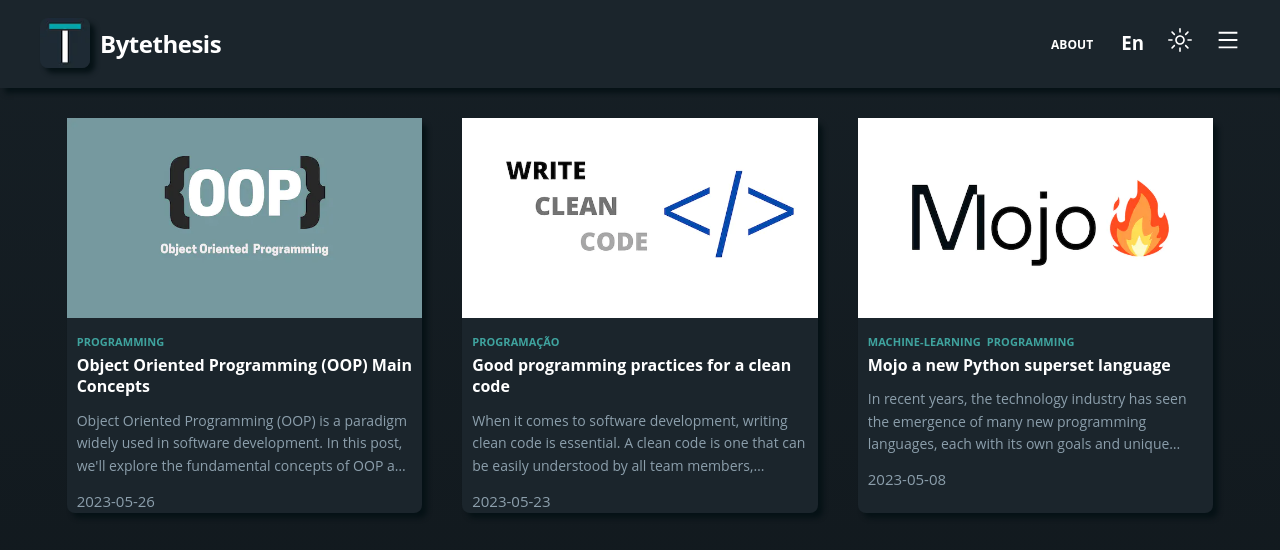 T Bytethesis
ABOUT
En
{OOP}
Object Oriented Programming
PROGRAMMING
Object Oriented Programming (OOP) Main
Concepts
Object Oriented Programming (OOP) is a paradigm
widely used in software development. In this post,
we'll explore the fundamental concepts of OOP a...
2023-05-26
WRITE
CLEAN
CODE
</>
PROGRAMAÇÃO
Good programming practices for a clean
code
When it comes to software development, writing
clean code is essential. A clean code is one that can
be easily understood by all team members,...
2023-05-23
Mojo🔥
MACHINE-LEARNING PROGRAMMING
Mojo a new Python superset language
In recent years, the technology industry has seen
the emergence of many new programming
languages, each with its own goals and unique...
2023-05-08